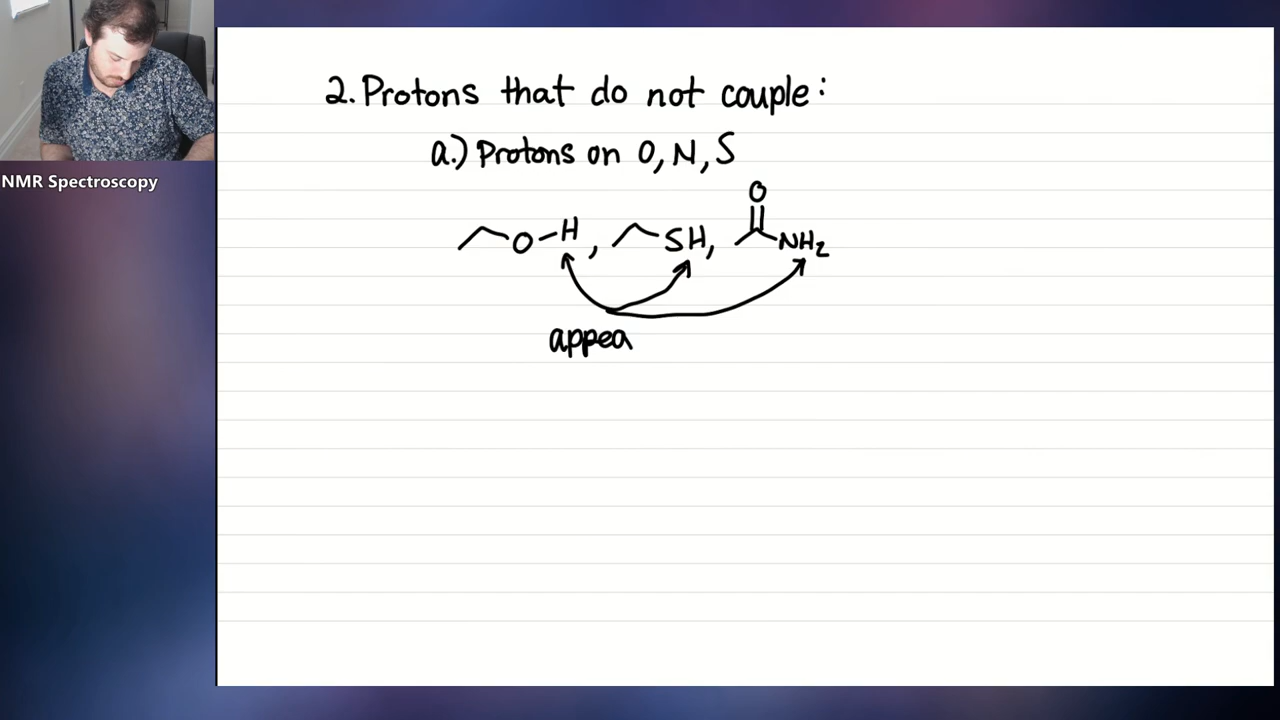 2. Protons that do not couple:
a.) Protons on O, N, S
NMR Spectroscopy
O
O-H, SH, NH₂
appea